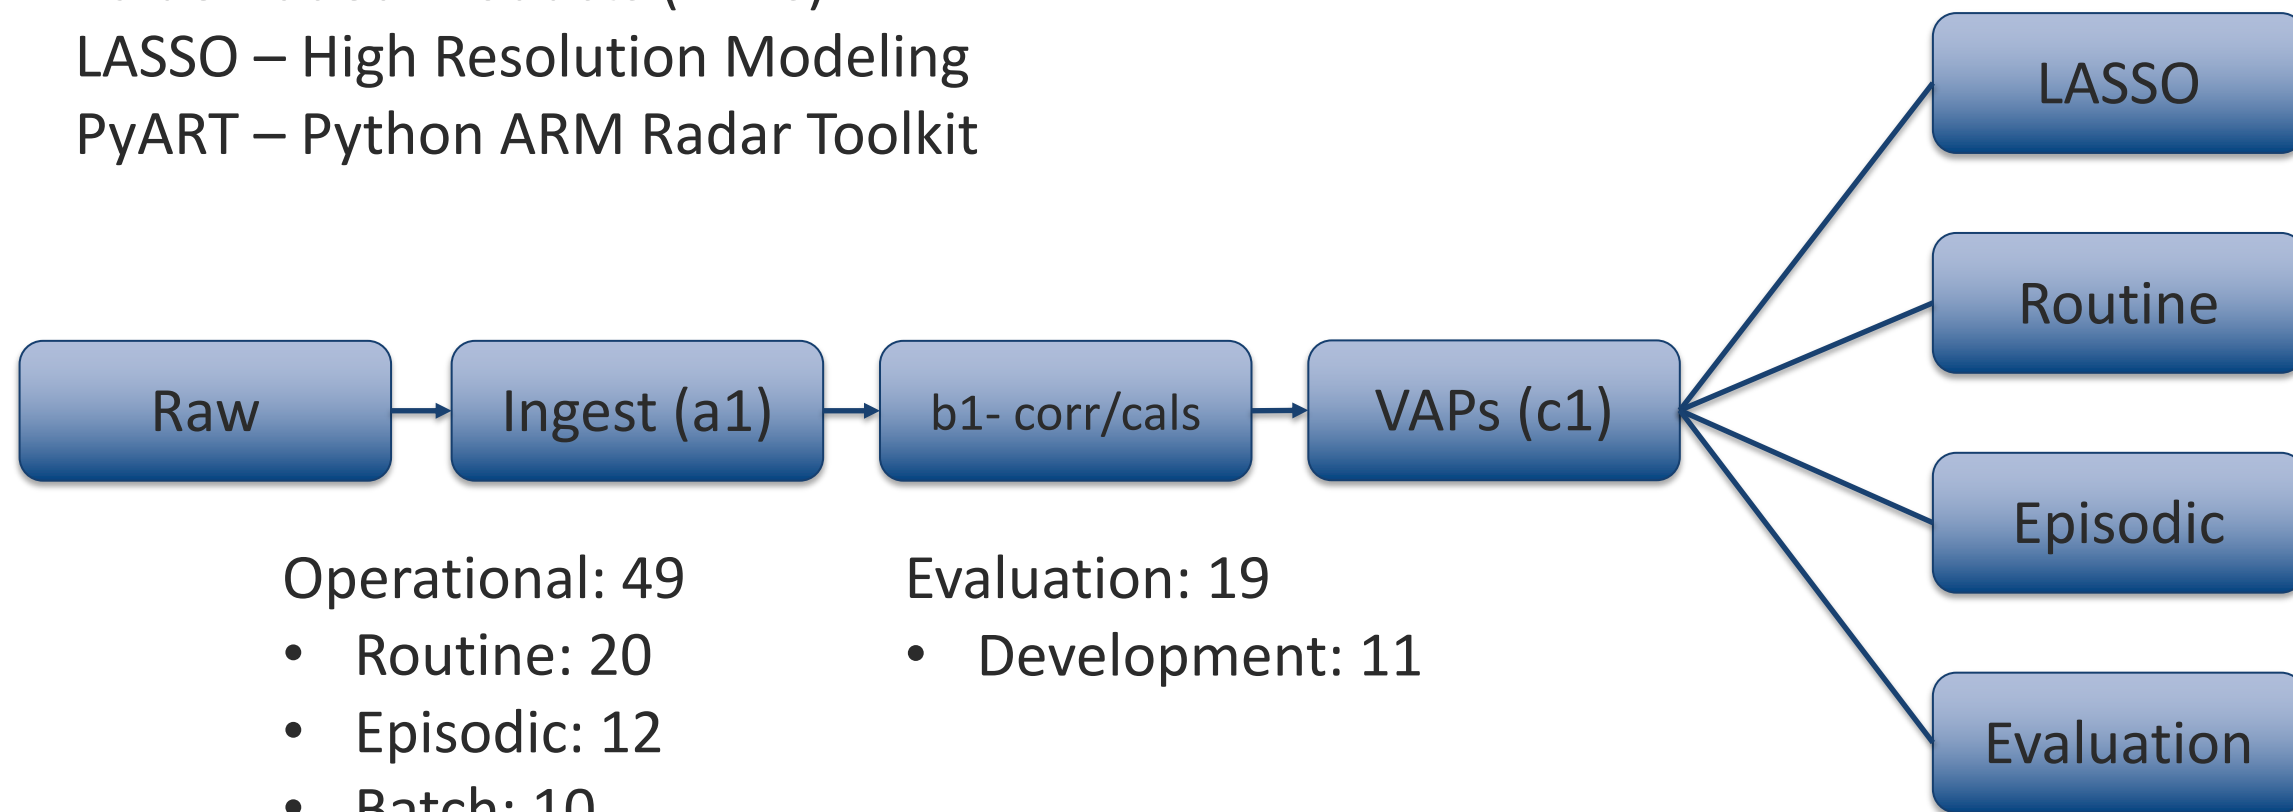 LASSO – High Resolution Modeling
PyART – Python ARM Radar Toolkit
LASSO
Routine
Raw
Ingest (a1)
b1- corr/cals
VAPs (c1)
Episodic
Evaluation
Operational: 49
• Routine: 20
• Episodic: 12
• Batch: 10
Evaluation: 19
• Development: 11